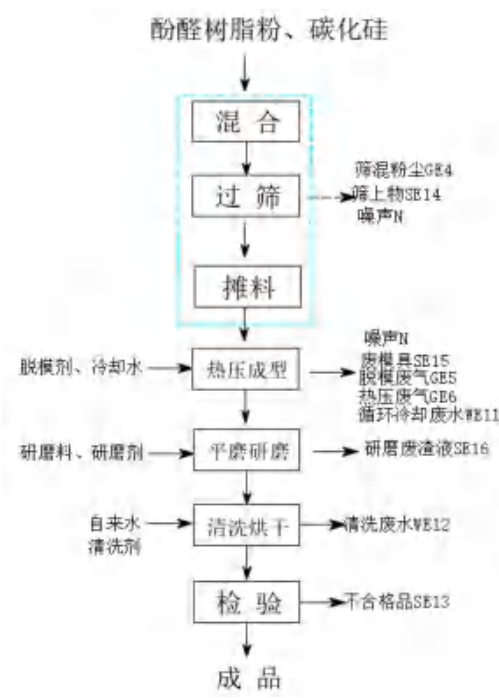 酚醛树脂粉、碳化硅
混 合
过 筛
筛混粉尘GE4
筛上物SE14
噪声N
摊料
脱模剂、冷却水
热压成型
噪声N
废模具SE15
脱模废气GE5
热压废气GE6
循环冷却废水WE11
研磨料、研磨剂
平磨研磨
研磨废渣液SE16
自来水
清洗剂
清洗烘干
清洗废水WE12
检 验
不合格品SE13
成 品